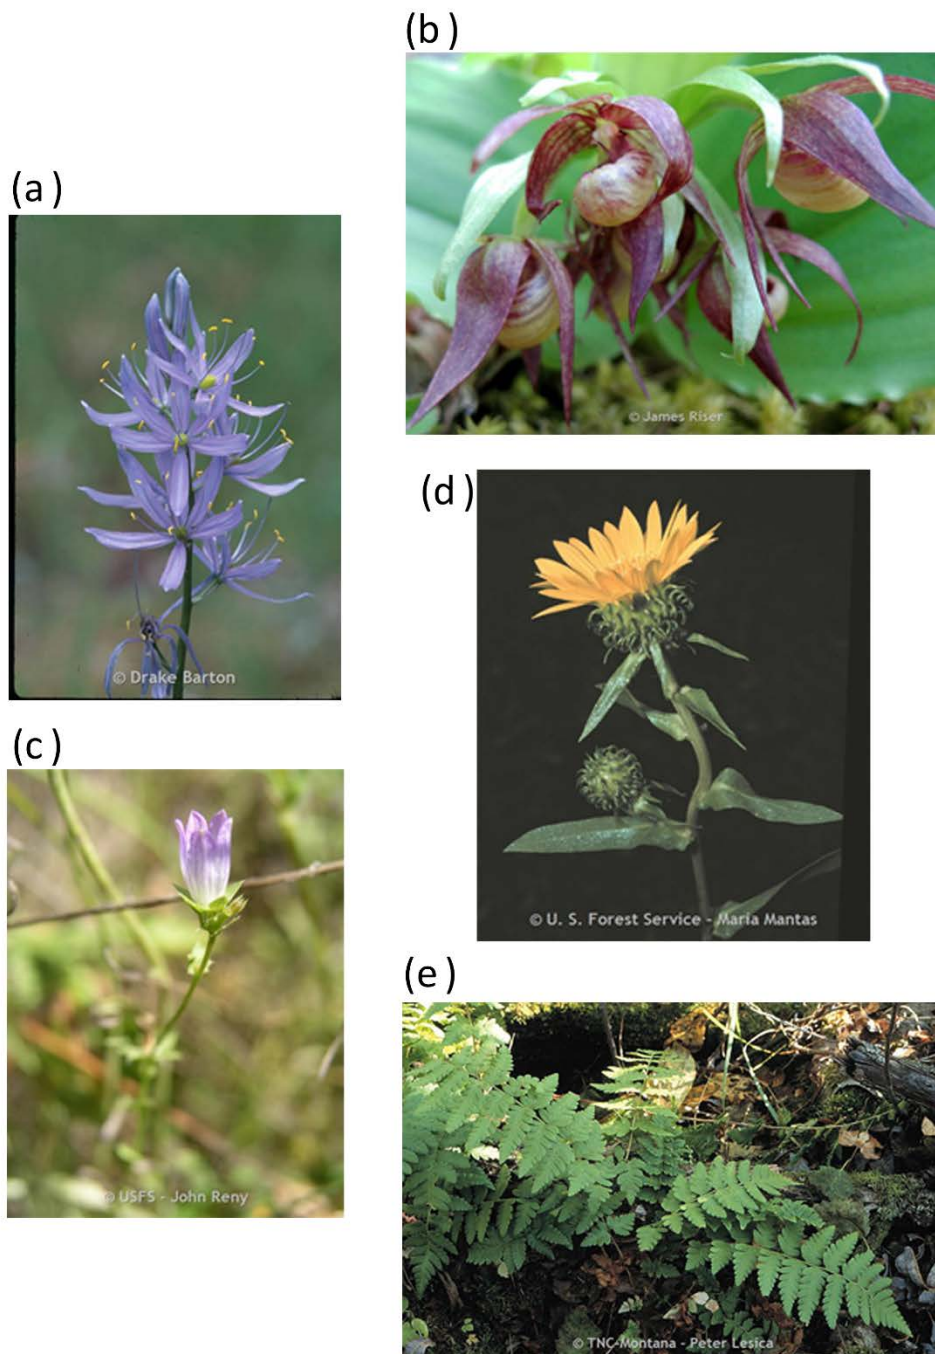 (b)
(a)
© James Riser
(d)
© Drake Barton
(c)
© U. S. Forest Service - Maria Mantas
(e)
© USFS - John Reny
© TNC-Montana - Peter Lesica